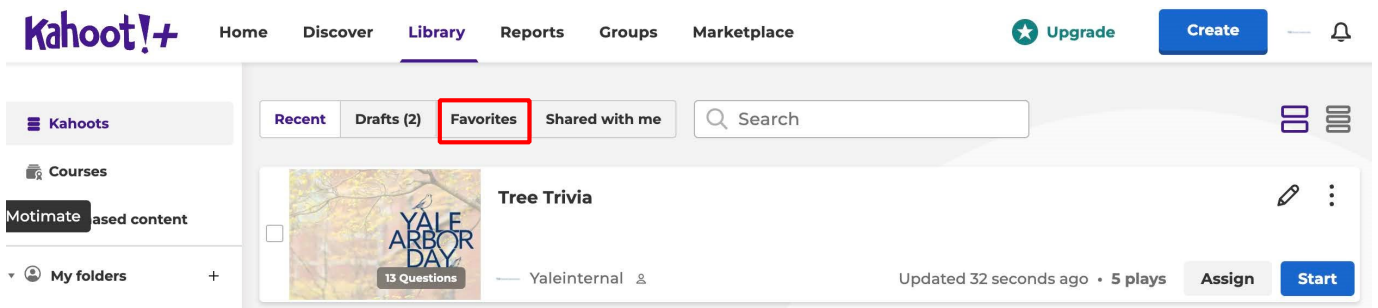 Kahoot!+ Home Discover Library Reports Groups Marketplace Upgrade Create
Kahoots
Courses
Motimate ased content
My folders +
Recent Drafts (2) Favorites Shared with me Search
Tree Trivia
YALE
ARBOR
DAY
13 Questions
Yaleinternal Updated 32 seconds ago • 5 plays Assign Start